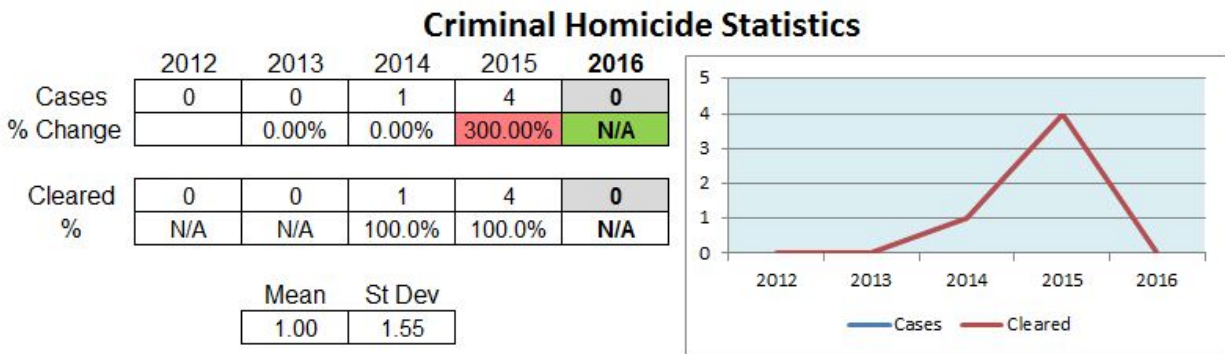 Criminal Homicide Statistics
2012 2013 2014 2015 2016
Cases 0 0 1 4 0
% Change 0.00% 0.00% 300.00% N/A
Cleared 0 0 1 4 0
% N/A N/A 100.0% 100.0% N/A
Mean St Dev
1.00 1.55
5
4
3
2
1
0
2012 2013 2014 2015 2016
Cases Cleared